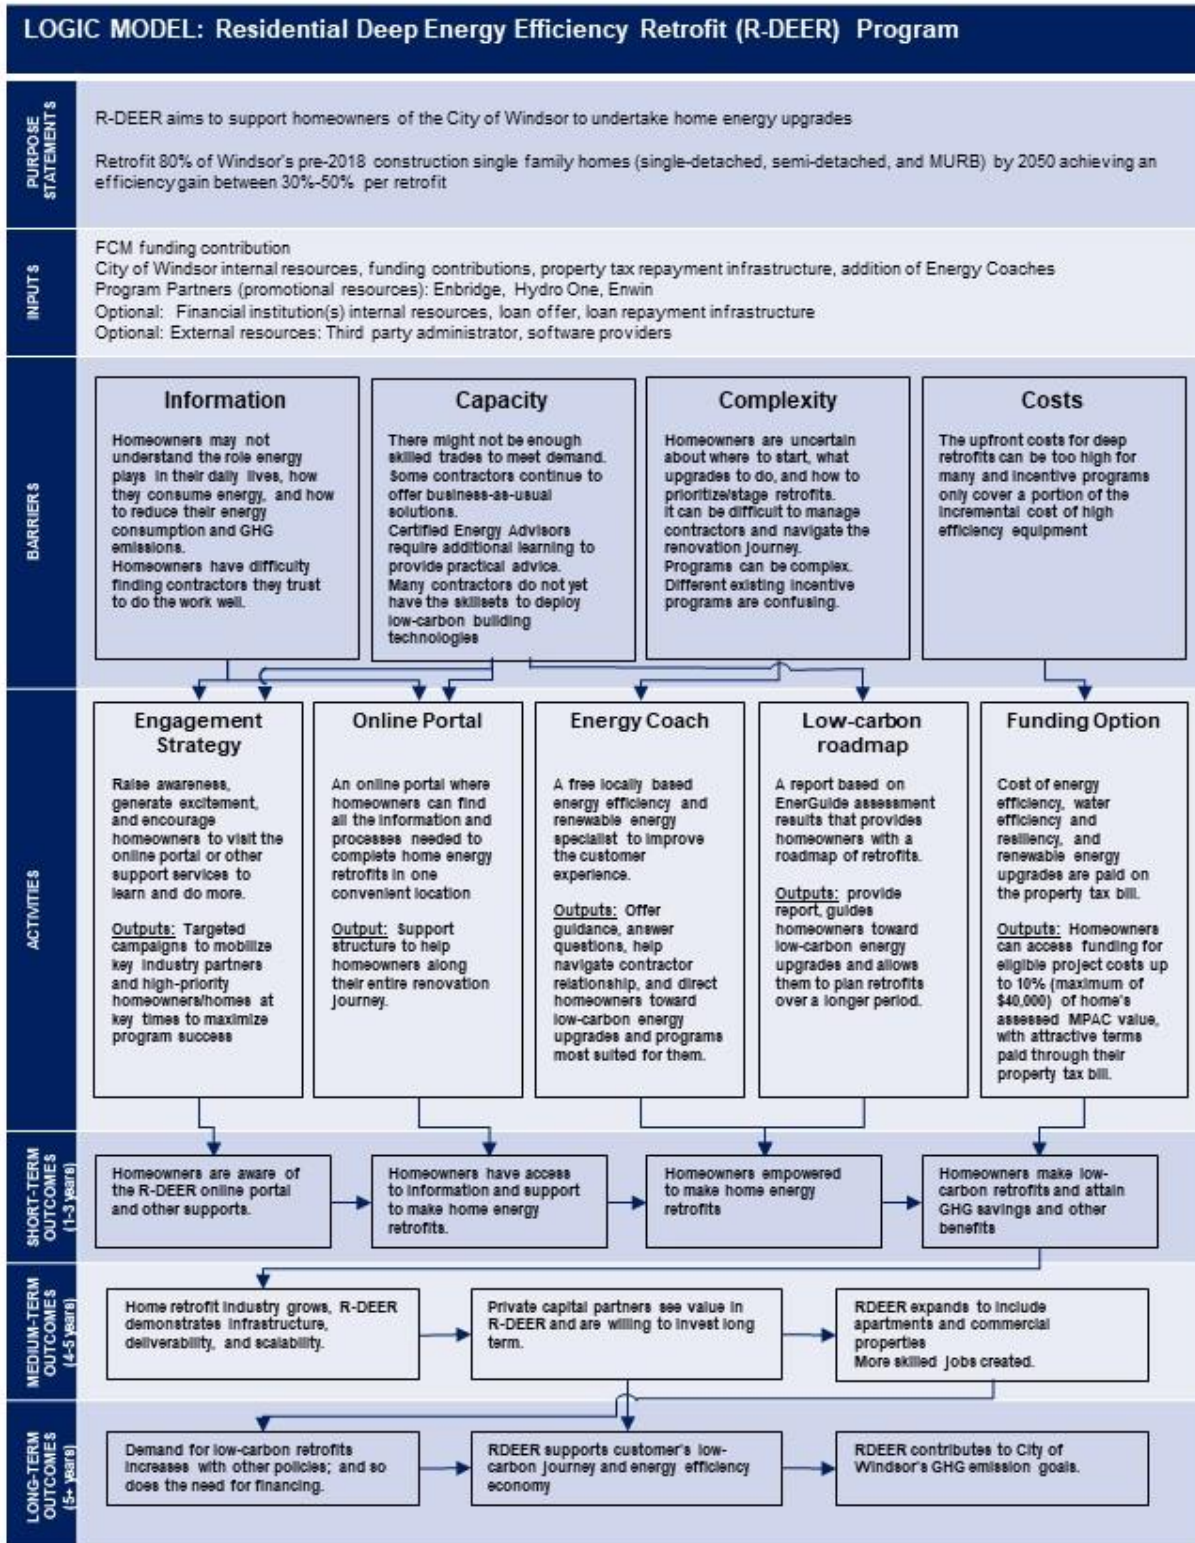 LOGIC MODEL: Residential Deep Energy Efficiency Retrofit (R-DEER) Program
PURPOSE
STATEMENTS
R-DEER aims to support homeowners of the City of Windsor to undertake home energy upgrades
Retrofit 80% of Windsor's pre-2018 construction single family homes (single-detached, semi-detached, and MURB) by 2050 achieving an
efficiency gain between 30%-50% per retrofit
INPUTS
FCM funding contribution
City of Windsor internal resources, funding contributions, property tax repayment infrastructure, addition of Energy Coaches
Program Partners (promotional resources): Enbridge, Hydro One, Enwin
Optional: Financial institution(s) internal resources, loan offer, loan repayment infrastructure
Optional: External resources: Third party administrator, software providers
BARRIERS
Information
Homeowners may not
understand the role energy
plays in their daily lives, how
they consume energy, and how
to reduce their energy
consumption and GHG
emissions.
Homeowners have difficulty
finding contractors they trust
to do the work well.
Capacity
There might not be enough
skilled trades to meet demand.
Some contractors continue to
offer business-as-usual
solutions.
Certified Energy Advisors
require additional learning to
provide practical advice.
Many contractors do not yet
have the skillsets to deploy
low-carbon building
technologies
Complexity
Homeowners are uncertain
about where to start, what
upgrades to do, and how to
prioritize/stage retrofits.
It can be difficult to manage
contractors and navigate the
renovation journey.
Programs can be complex.
Different existing incentive
programs are confusing.
Costs
The upfront costs for deep
retrofits can be too high for
many and incentive programs
only cover a portion of the
incremental cost of high
efficiency equipment
ACTIVITIES
Engagement
Strategy
Raise awareness,
generate excitement,
and encourage
homeowners to visit the
online portal or other
support services to
learn and do more.
Outputs: Targeted
campaigns to mobilize
key industry partners
and high-priority
homeowners/homes at
key times to maximize
program success
Online Portal
An online portal where
homeowners can find
all the information and
processes needed to
complete home energy
retrofits in one
convenient location
Output: Support
structure to help
homeowners along
their entire renovation
journey.
Energy Coach
A free locally based
energy efficiency and
renewable energy
specialist to improve
the customer
experience.
Outputs: Offer
guidance, answer
questions, help
navigate contractor
relationship, and direct
homeowners toward
low-carbon energy
upgrades and programs
most suited for them.
Low-carbon
roadmap
A report based on
EnerGuide assessment
results that provides
homeowners with a
roadmap of retrofits.
Outputs: provide
report, guides
homeowners toward
low-carbon energy
upgrades and allows
them to plan retrofits
over a longer period.
Funding Option
Cost of energy
efficiency, water
efficiency and
resiliency, and
renewable energy
upgrades are paid on
the property tax bill.
Outputs: Homeowners
can access funding for
eligible project costs up
to 10% (maximum of
$40,000) of home's
assessed MPAC value,
with attractive terms
paid through their
property tax bill.
SHORT-TERM
OUTCOMES
(1-3 years)
Homeowners are aware of
the R-DEER online portal
and other supports.
Homeowners have access
to information and support
to make home energy
retrofits.
Homeowners empowered
to make home energy
retrofits
Homeowners make low-
carbon retrofits and attain
GHG savings and other
benefits
MEDIUM-TERM
OUTCOMES
(4-5 years)
Home retrofit industry grows, R-DEER
demonstrates infrastructure,
deliverability, and scalability.
Private capital partners see value in
R-DEER and are willing to invest long
term.
RDEER expands to include
apartments and commercial
properties
More skilled jobs created.
LONG-TERM
OUTCOMES
(5+ years)
Demand for low-carbon retrofits
increases with other policies; and so
does the need for financing.
RDEER supports customer's low-
carbon journey and energy efficiency
economy
RDEER contributes to City of
Windsor's GHG emission goals.